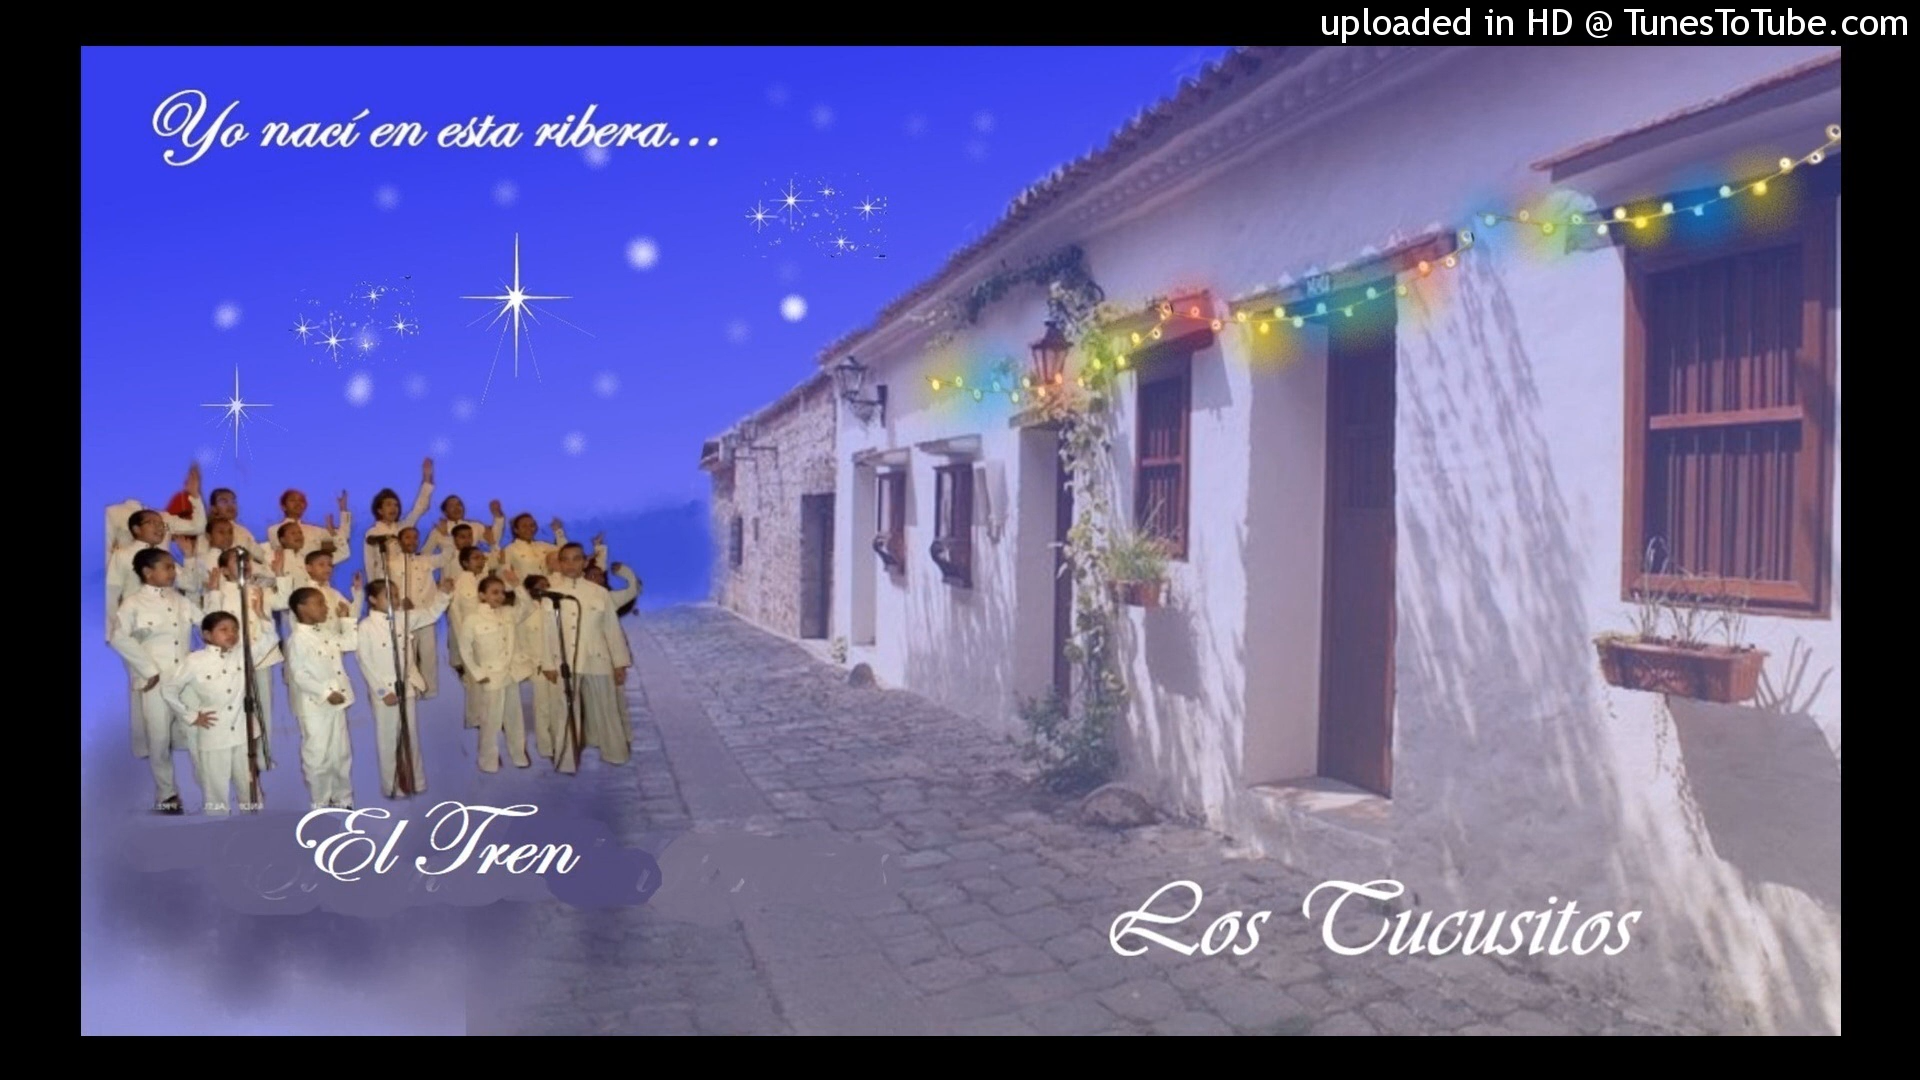 uploaded in HD @ TunesToTube.com
Yo nací en esta ribera...
El Tren
Los Tucusitos